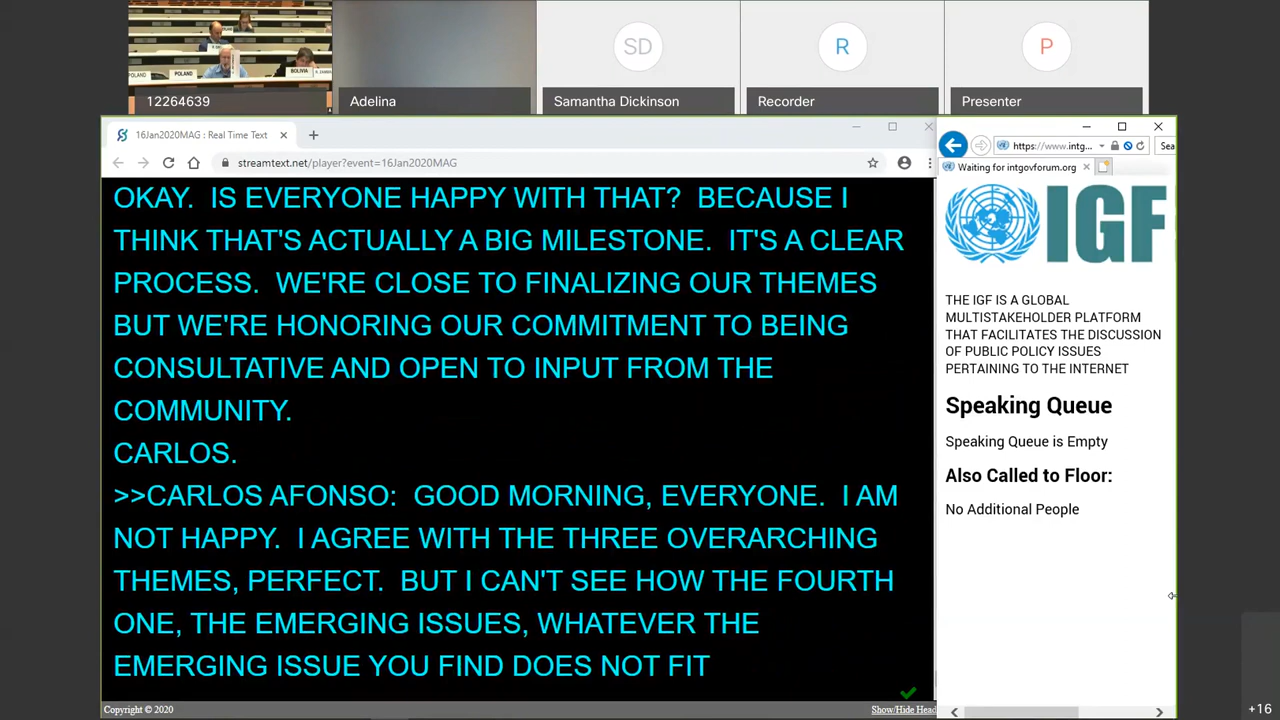 POLAND
POLAND
BOLIVIA
12264639
Adelina
SD
Samantha Dickinson
R
Recorder
P
Presenter
16Jan2020MAG : Real Time Text
streamtext.net/player?event=16Jan2020MAG
OKAY.  IS EVERYONE HAPPY WITH THAT?  BECAUSE I
THINK THAT'S ACTUALLY A BIG MILESTONE.  IT'S A CLEAR
PROCESS.  WE'RE CLOSE TO FINALIZING OUR THEMES
BUT WE'RE HONORING OUR COMMITMENT TO BEING
CONSULTATIVE AND OPEN TO INPUT FROM THE
COMMUNITY.
CARLOS.
>>CARLOS AFONSO:  GOOD MORNING, EVERYONE.  I AM
NOT HAPPY.  I AGREE WITH THE THREE OVERARCHING
THEMES, PERFECT.  BUT I CAN'T SEE HOW THE FOURTH
ONE, THE EMERGING ISSUES, WHATEVER THE
EMERGING ISSUE YOU FIND DOES NOT FIT
Copyright © 2020
Show/Hide Head
https://www.intg...
Sea
Waiting for intgovforum.org
IGF
THE IGF IS A GLOBAL
MULTISTAKEHOLDER PLATFORM
THAT FACILITATES THE DISCUSSION
OF PUBLIC POLICY ISSUES
PERTAINING TO THE INTERNET
Speaking Queue
Speaking Queue is Empty
Also Called to Floor:
No Additional People
+16